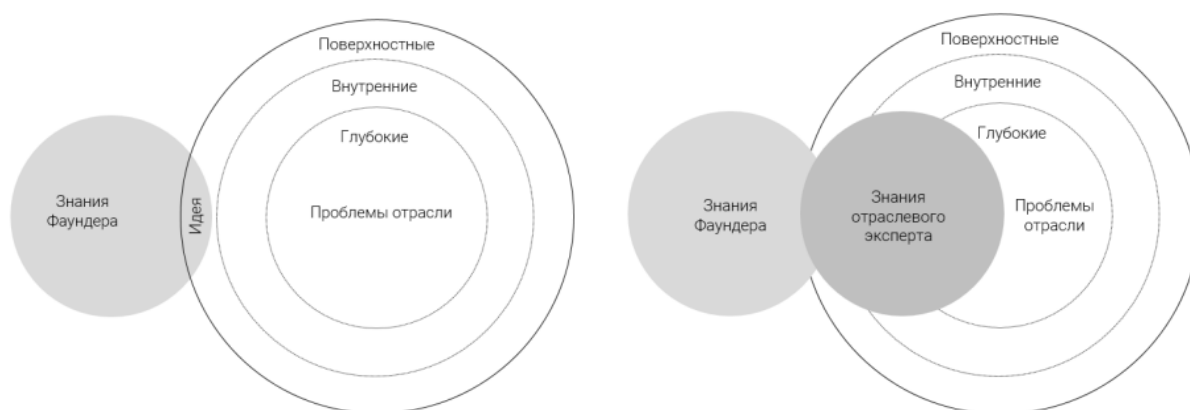 Поверхностные
Внутренние
Глубокие
Знания
Фаундера
Идея
Проблемы отрасли
Поверхностные
Внутренние
Глубокие
Знания
Фаундера
Знания
отраслевого
эксперта
Проблемы
отрасли